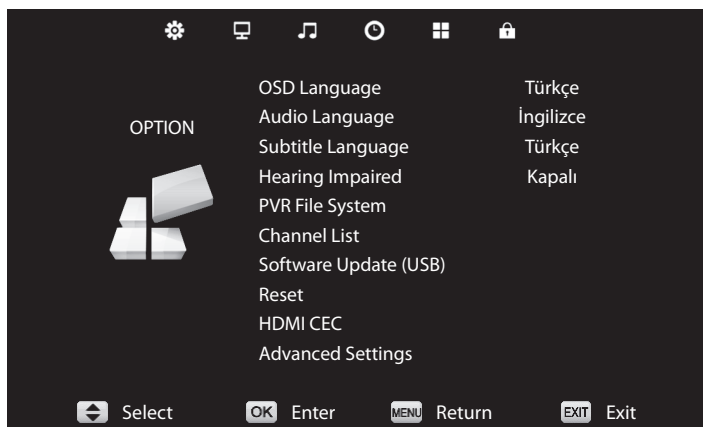 OPTION
OSD Language Türkçe
Audio Language İngilizce
Subtitle Language Türkçe
Hearing Impaired Kapalı
PVR File System
Channel List
Software Update (USB)
Reset
HDMI CEC
Advanced Settings
Select OK Enter MENU Return EXIT Exit